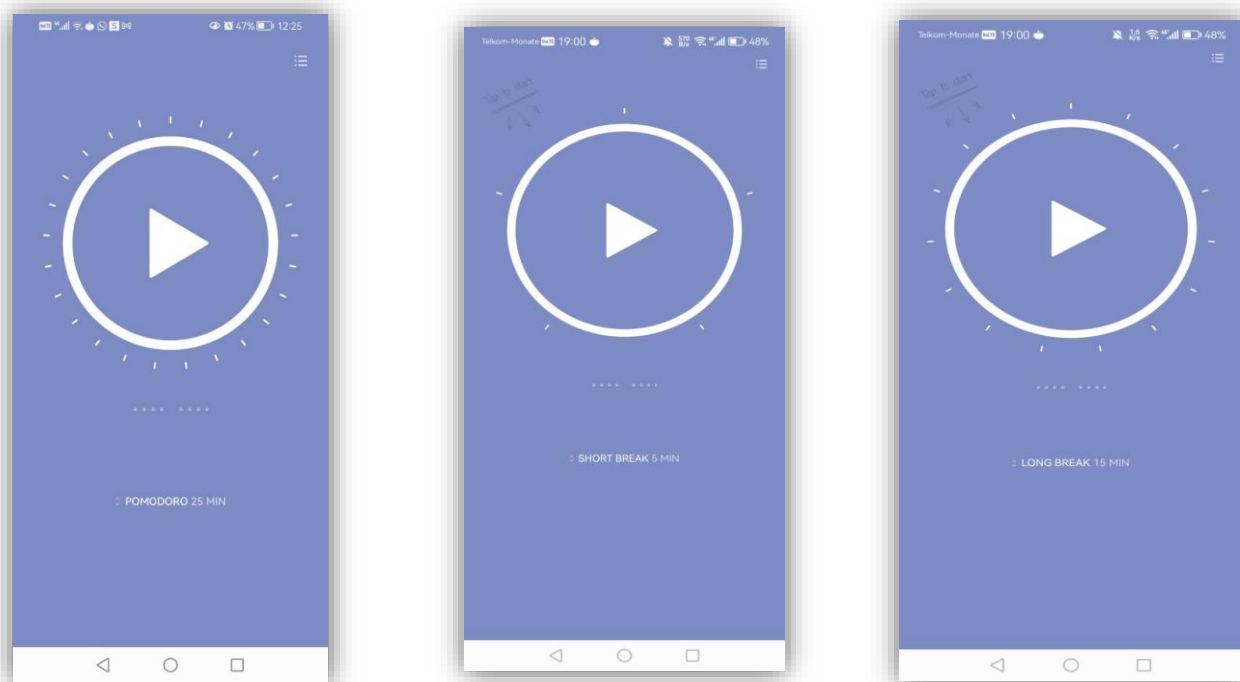 47% 12:25
POMODORO 25 MIN
Telkom-Monate 19:00 48%
Tap to start
SHORT BREAK 5 MIN
Telkom-Monate 19:00 48%
Tap to start
LONG BREAK 15 MIN